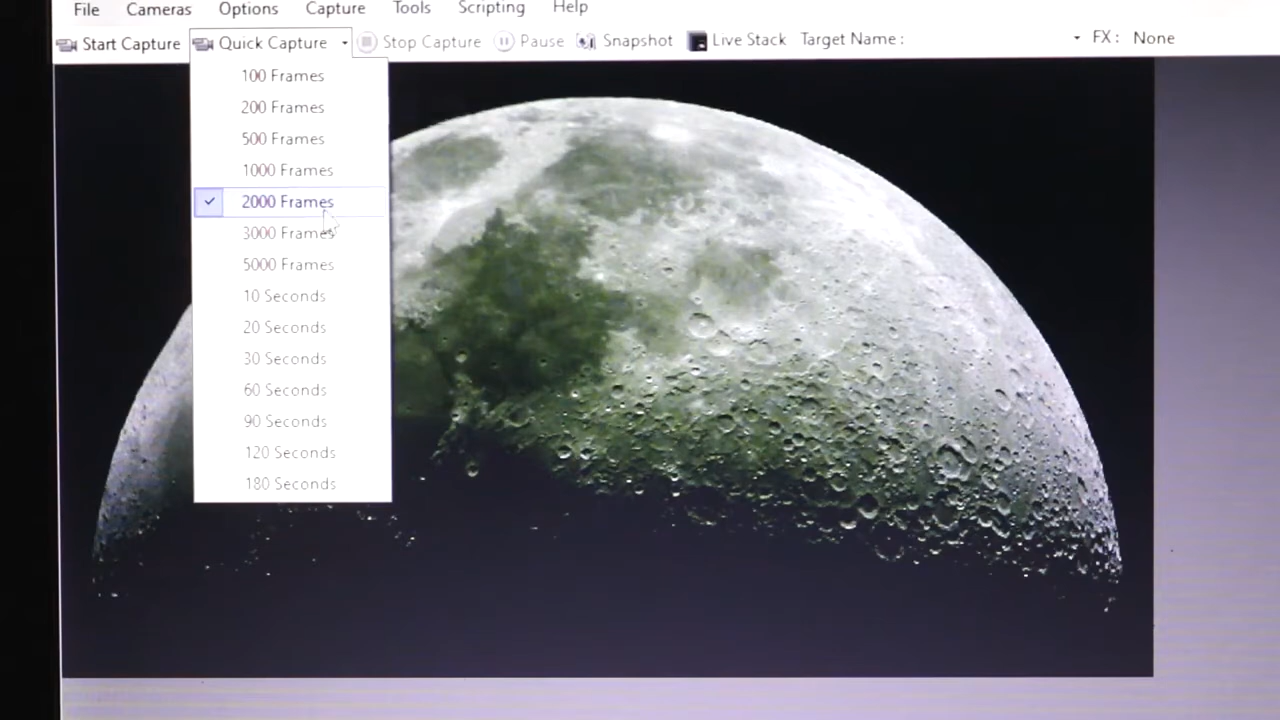 File Cameras Options Capture Tools Scripting Help
Start Capture Quick Capture Stop Capture Pause Snapshot Live Stack Target Name : FX : None
100 Frames
200 Frames
500 Frames
1000 Frames
2000 Frames
3000 Frames
5000 Frames
10 Seconds
20 Seconds
30 Seconds
60 Seconds
90 Seconds
120 Seconds
180 Seconds